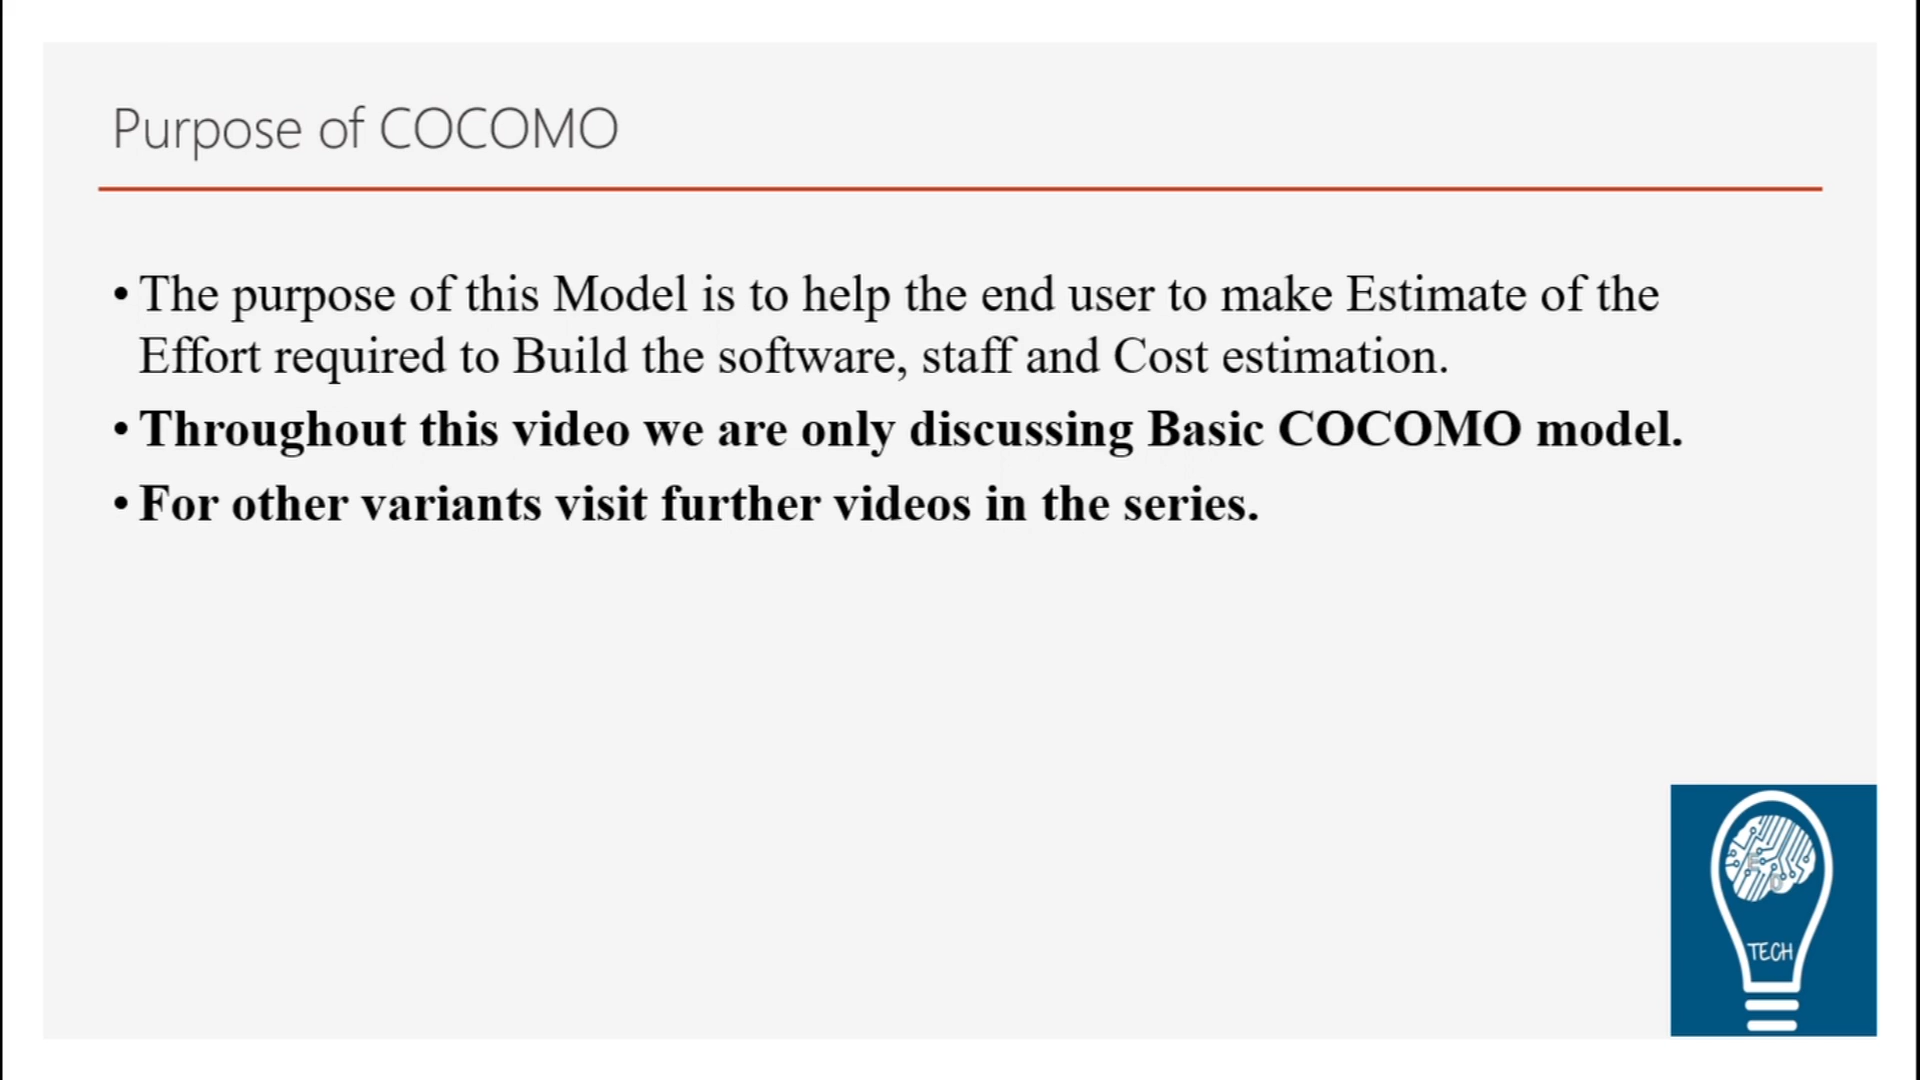 Purpose of COCOMO
• The purpose of this Model is to help the end user to make Estimate of the
Effort required to Build the software, staff and Cost estimation.
• Throughout this video we are only discussing Basic COCOMO model.
• For other variants visit further videos in the series.
E
D
TECH